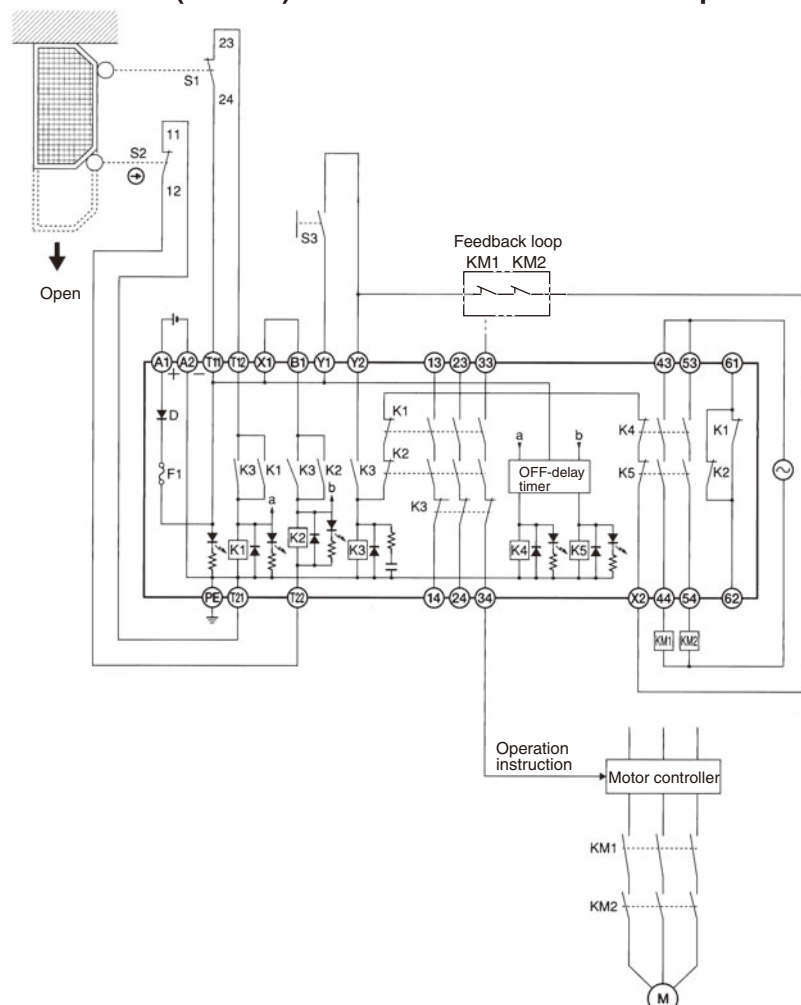 23
S1
24
11
S2
12
Open
S3
Feedback loop
KM1 KM2
A1 A2 T11 T12 X1 B1 Y1 Y2 13 23 33 43 53 61
+ −
D
F1
K3 K1 K3 K2 K3
a
b
K1
K2
K3
a b
OFF-delay
timer
K4
K5
K1
K2
K1 K2 K3 K4 K5
PE T21 T22 14 24 34 X2 44 54 62
KM1 KM2
Operation
instruction
Motor controller
KM1
KM2
M